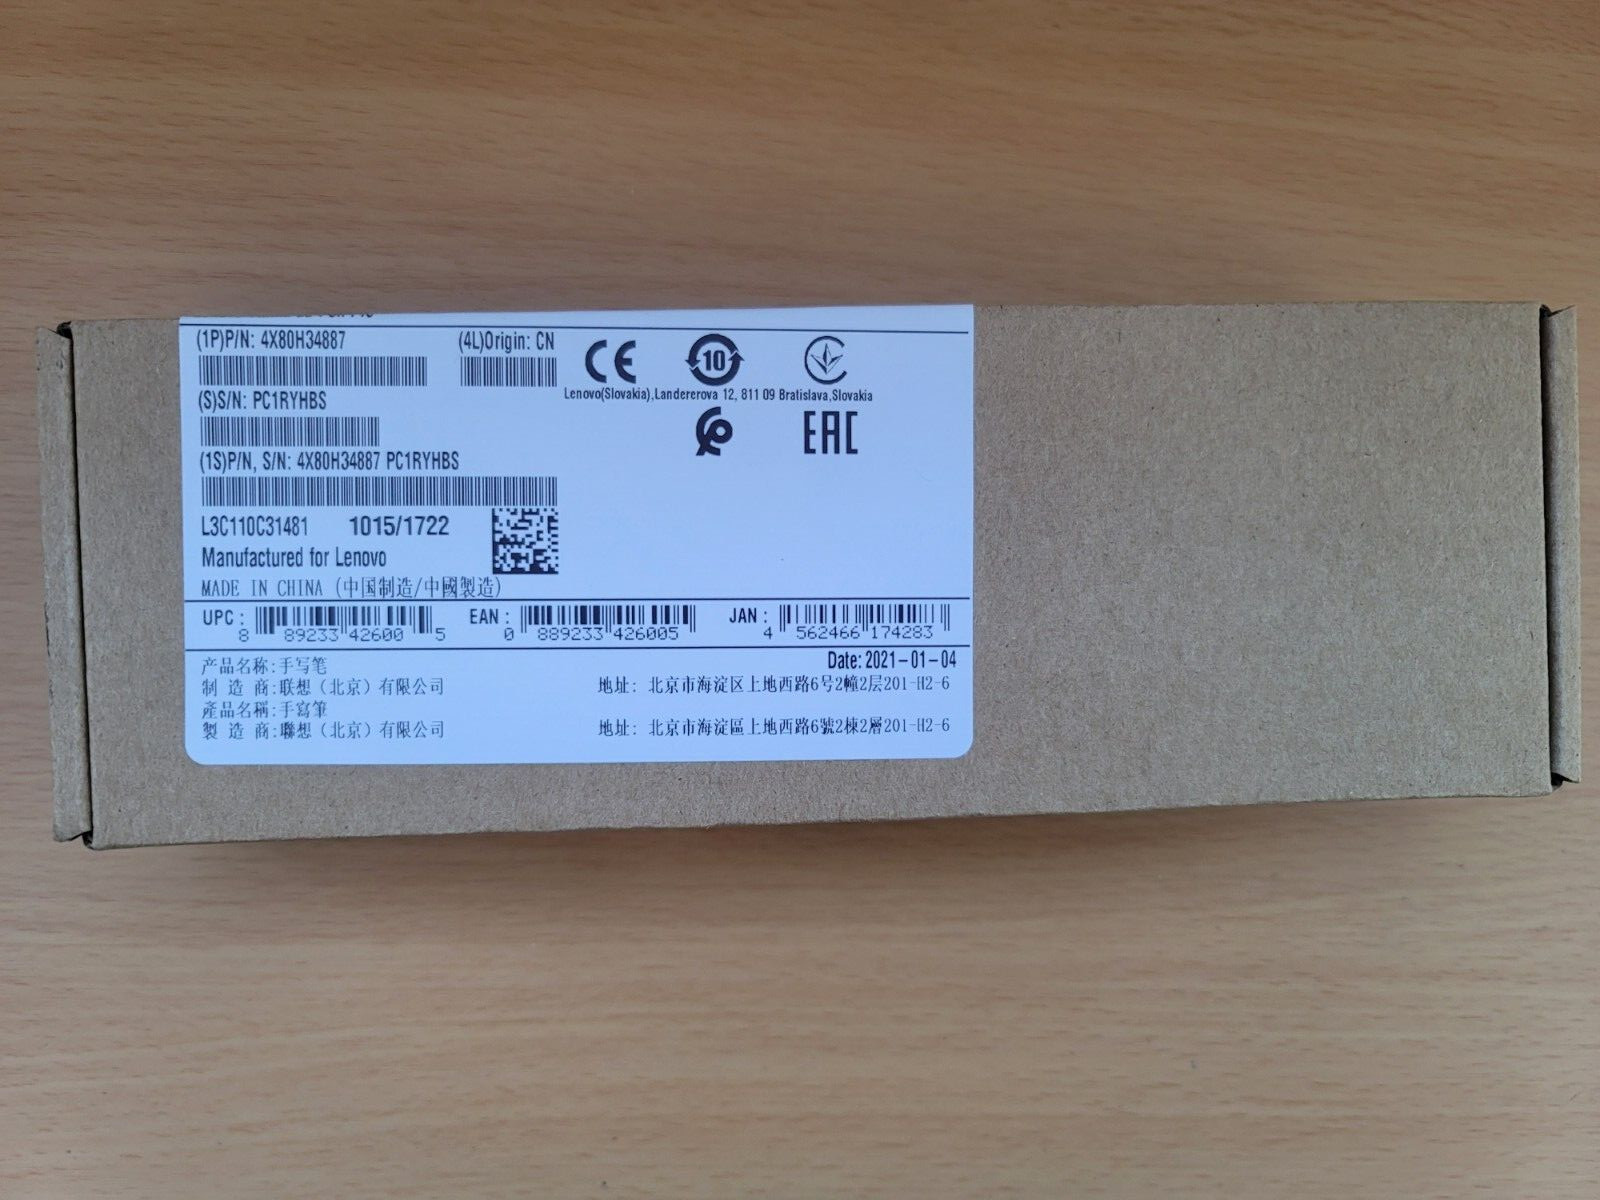 (1P)P/N: 4X80H34887
(4L)Origin: CN
CE
10
Lenovo(Slovakia),Landererova 12, 811 09 Bratislava,Slovakia
(S)S/N: PC1RYHBS
EAC
(1S)P/N, S/N: 4X80H34887 PC1RYHBS
L3C110C31481 1015/1722
Manufactured for Lenovo
MADE IN CHINA (中国制造/中國製造)
UPC: 8 89233 42600 5
EAN: 0 889233 426005
JAN: 4 562466 174283
Date: 2021-01-04
产品名称:手写笔
制 造 商:联想（北京）有限公司
地址: 北京市海淀区上地西路6号2幢2层201-H2-6
產品名稱:手寫筆
製 造 商:聯想（北京）有限公司
地址: 北京市海淀區上地西路6號2棟2層201-H2-6